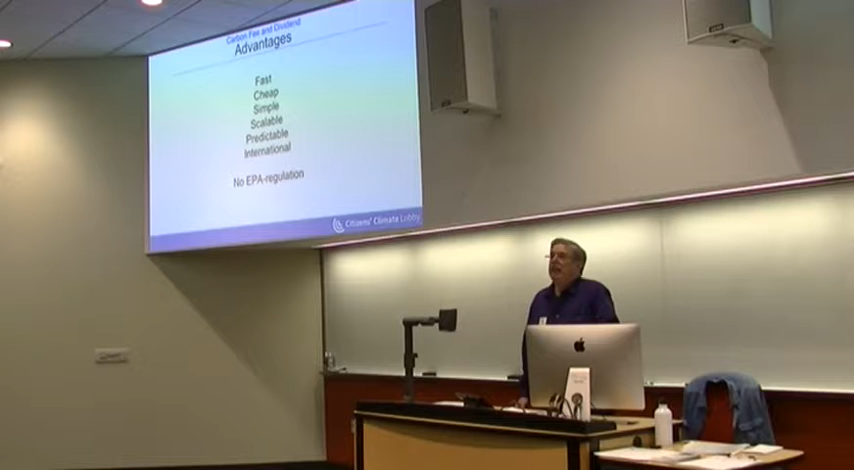 Carbon Fee and Dividend
Advantages
Fast
Cheap
Simple
Scalable
Predictable
International
No EPA-regulation
Citizens' Climate Lobby